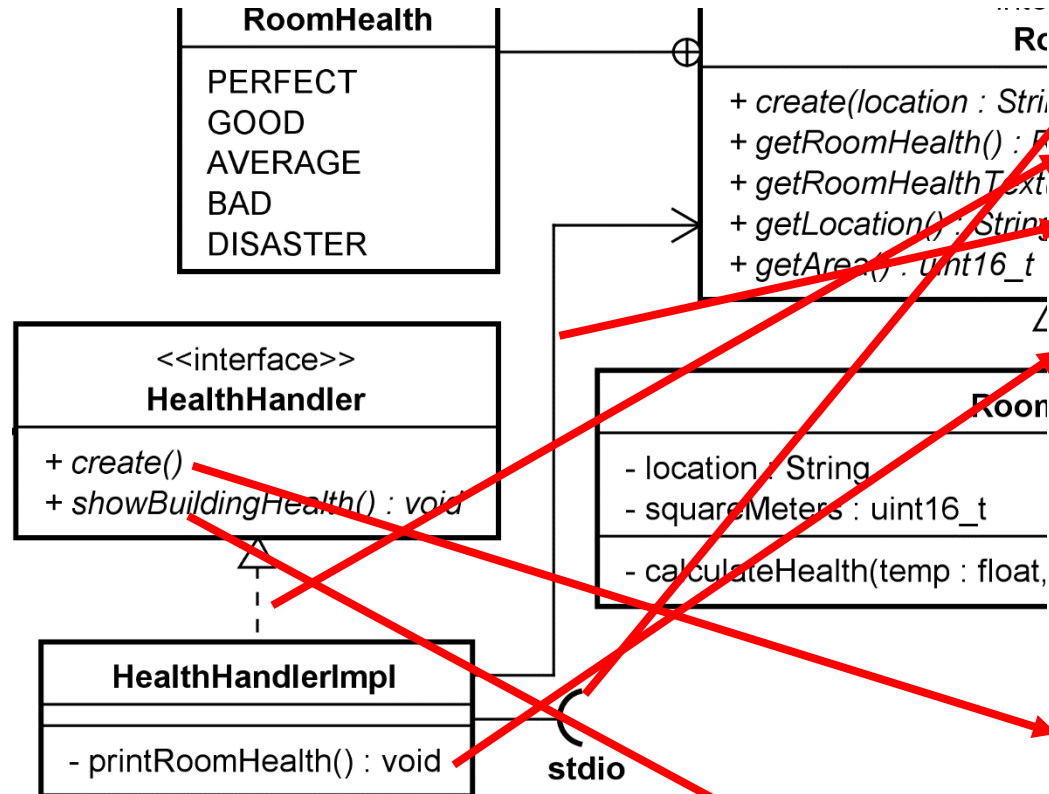 RoomHealth
PERFECT
GOOD
AVERAGE
BAD
DISASTER
+ create(location :
+ getRoomHealth() :
+ getRoomHealthText(
+ getLocation() : String
+ getArea() : uint16_t
<<interface>>
HealthHandler
+ create()
+ showBuildingHealth() : void
Room
- location : String
- squareMeters : uint16_t
- calculateHealth(temp : float,
HealthHandlerImpl
- printRoomHealth() : void
stdio